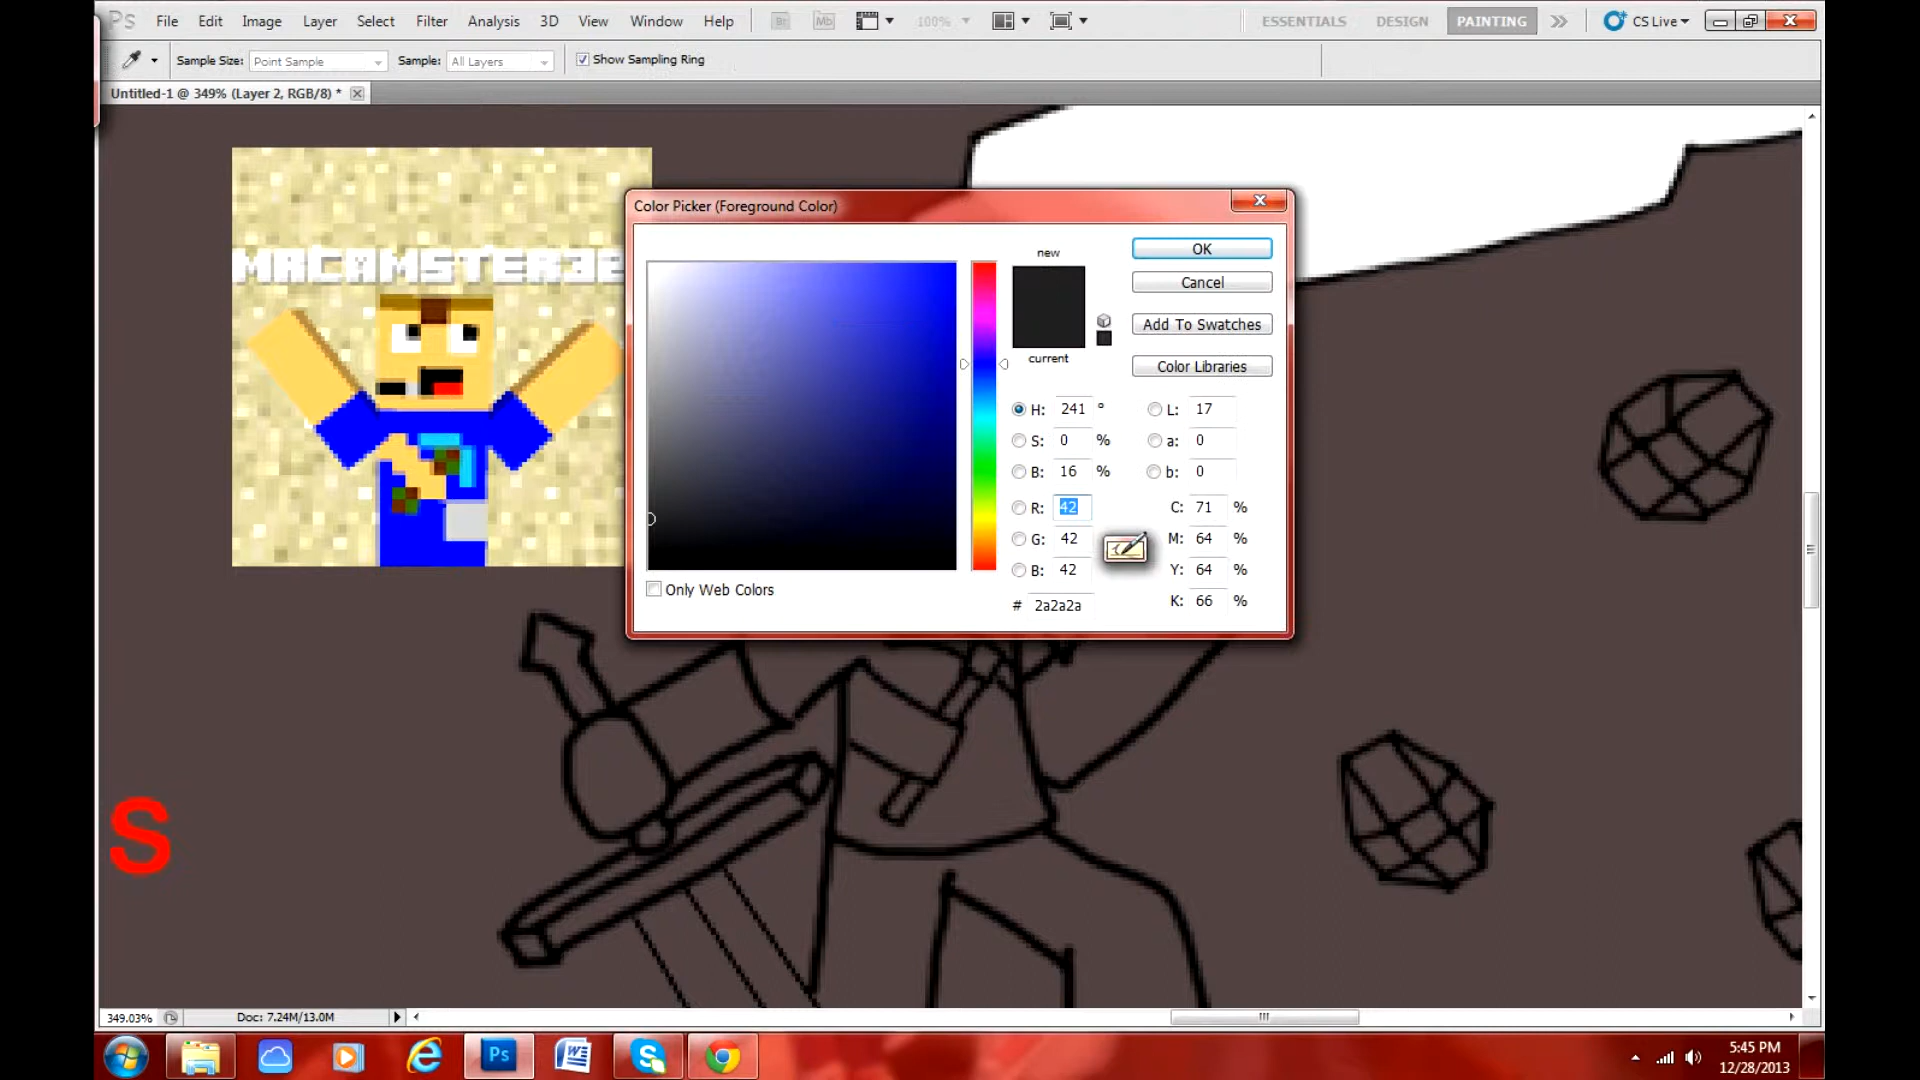 Ps File Edit Image Layer Select Filter Analysis 3D View Window Help Br Mb 100% ESSENTIALS DESIGN PAINTING CS Live
Sample Size: Point Sample Sample: All Layers Show Sampling Ring
Untitled-1 @ 349% (Layer 2, RGB/8) *
Color Picker (Foreground Color)
new
current
OK
Cancel
Add To Swatches
Color Libraries
H: 241 ° L: 17
S: 0 % a: 0
B: 16 % b: 0
R: 42 C: 71 %
G: 42 M: 64 %
B: 42 Y: 64 %
# 2a2a2a K: 66 %
Only Web Colors
S
349.03% Doc: 7.24M/13.0M
Ps W S
5:45 PM
12/28/2013